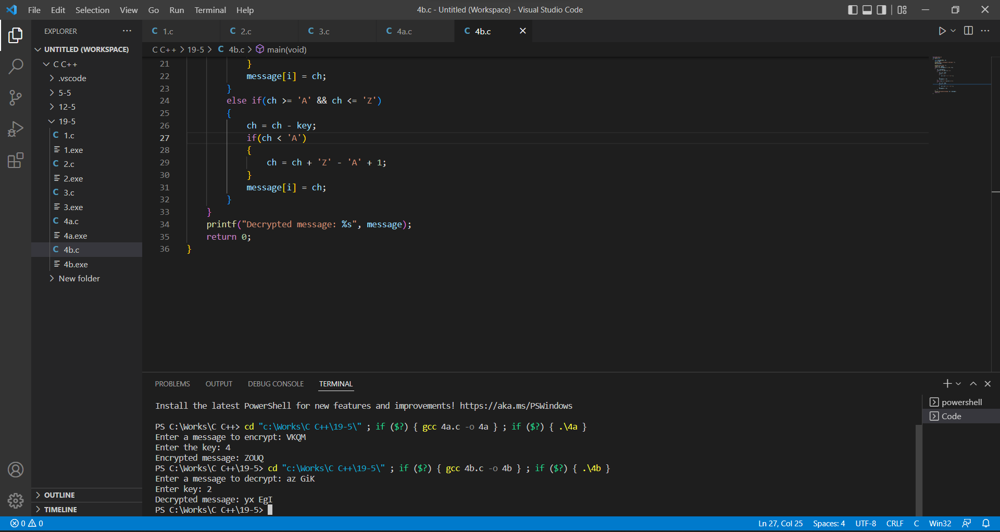 File Edit Selection View Go Run Terminal Help
4b.c - Untitled (Workspace) - Visual Studio Code
EXPLORER
UNTITLED (WORKSPACE)
C C++
.vscode
5-5
12-5
19-5
C 1.c
1.exe
C 2.c
2.exe
C 3.c
3.exe
C 4a.c
4a.exe
C 4b.c
4b.exe
New folder
OUTLINE
TIMELINE
C 1.c
C 2.c
C 3.c
C 4a.c
C 4b.c
C C++ > 19-5 > C 4b.c > main(void)
21 }
22 message[i] = ch;
23 }
24 else if(ch >= 'A' && ch <= 'Z')
25 {
26 ch = ch - key;
27 if(ch < 'A')
28 {
29 ch = ch + 'Z' - 'A' + 1;
30 }
31 message[i] = ch;
32 }
33 }
34 printf("Decrypted message: %s", message);
35 return 0;
36 }
PROBLEMS OUTPUT DEBUG CONSOLE TERMINAL
Install the latest PowerShell for new features and improvements! https://aka.ms/PSWindows
PS C:\Works\C C++> cd "c:\Works\C C++\19-5\" ; if ($?) { gcc 4a.c -o 4a } ; if ($?) { .\4a }
Enter a message to encrypt: VKQM
Enter the key: 4
Encrypted message: ZOUQ
PS C:\Works\C C++\19-5> cd "c:\Works\C C++\19-5\" ; if ($?) { gcc 4b.c -o 4b } ; if ($?) { .\4b }
Enter a message to decrypt: az GiK
Enter key: 2
Decrypted message: yx EgI
PS C:\Works\C C++\19-5>
powershell
Code
0 0
Ln 27, Col 25 Spaces: 4 UTF-8 CRLF C Win32